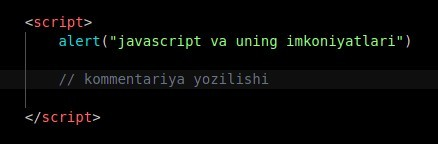 <script>
alert("javascript va uning imkoniyatlari")
// kommentariya yozilishi
</script>